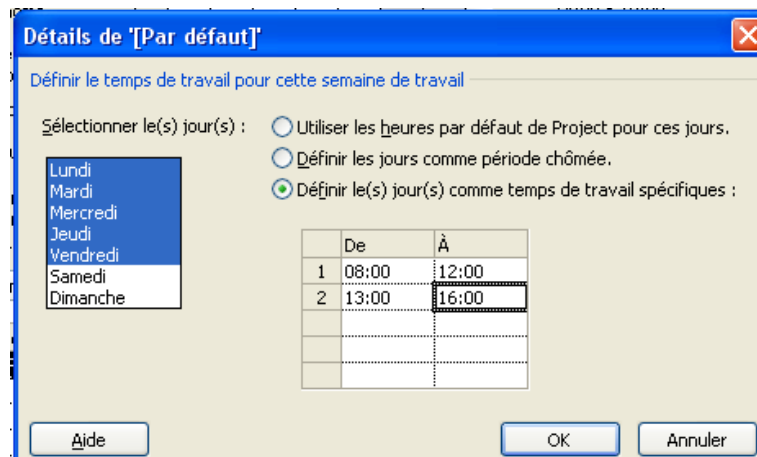 Détails de '[Par défaut]'
Définir le temps de travail pour cette semaine de travail
Sélectionner le(s) jour(s) :
Utiliser les heures par défaut de Project pour ces jours.
Définir les jours comme période chômée.
Définir le(s) jour(s) comme temps de travail spécifiques :
Lundi
Mardi
Mercredi
Jeudi
Vendredi
Samedi
Dimanche
De À
1 08:00 12:00
2 13:00 16:00
Aide OK Annuler